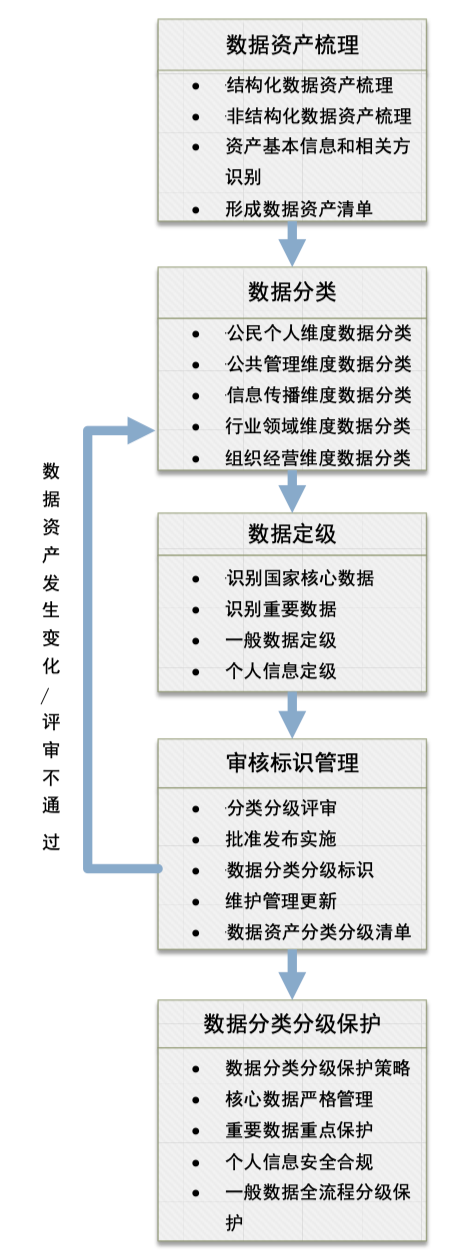 数据资产梳理
• 结构化数据资产梳理
• 非结构化数据资产梳理
• 资产基本信息和相关方
识别
• 形成数据资产清单
数据分类
• 公民个人维度数据分类
• 公共管理维度数据分类
• 信息传播维度数据分类
• 行业领域维度数据分类
• 组织经营维度数据分类
数据资产发生变化/评审不通过
数据定级
• 识别国家核心数据
• 识别重要数据
• 一般数据定级
• 个人信息定级
审核标识管理
• 分类分级评审
• 批准发布实施
• 数据分类分级标识
• 维护管理更新
• 数据资产分类分级清单
数据分类分级保护
• 数据分类分级保护策略
• 核心数据严格管理
• 重要数据重点保护
• 个人信息安全合规
• 一般数据全流程分级保
护